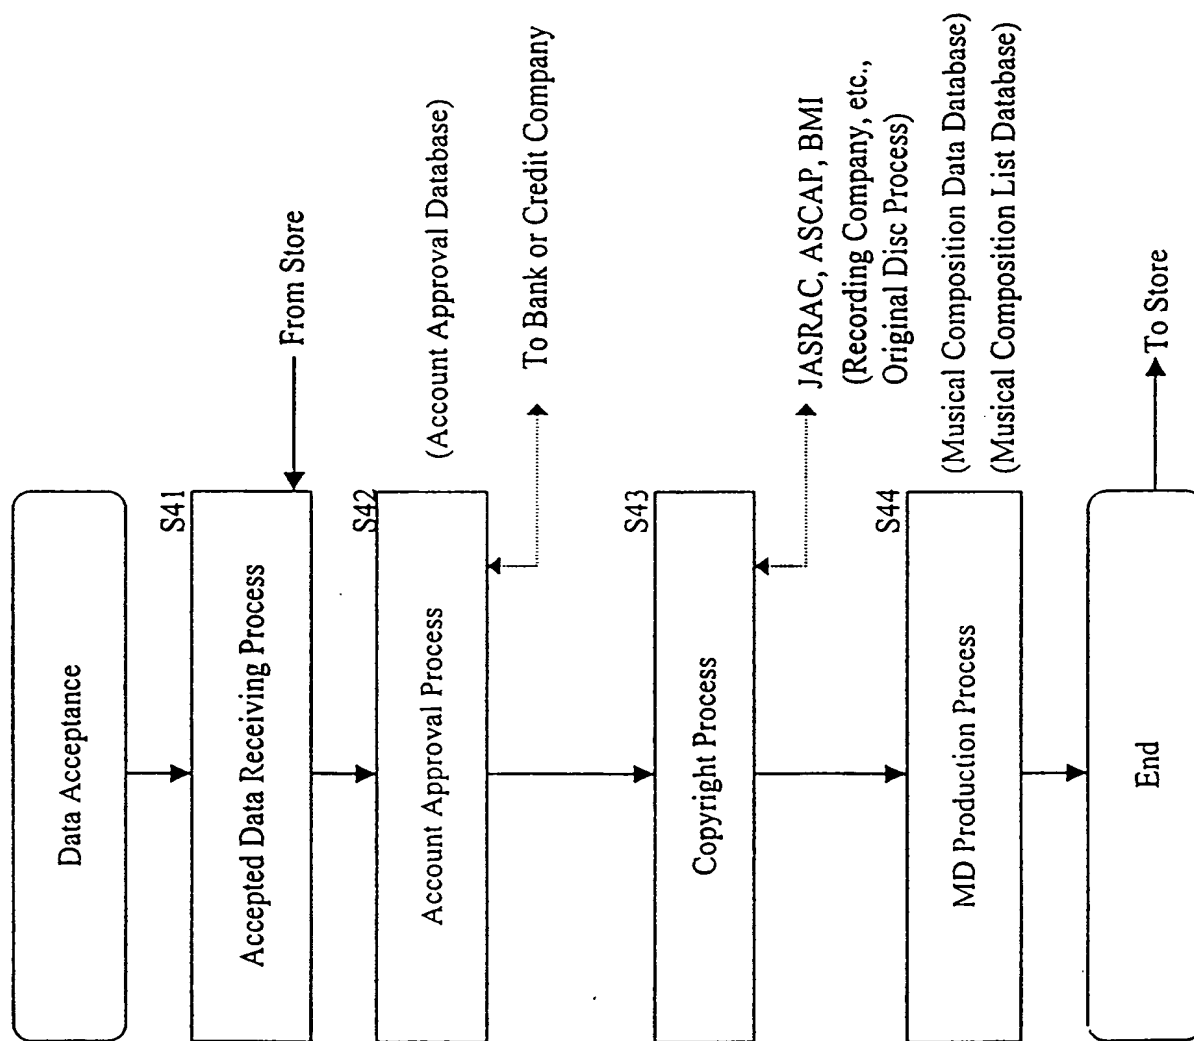 Data Acceptance
S41
Accepted Data Receiving Process
From Store
S42
Account Approval Process
(Account Approval Database)
To Bank or Credit Company
S43
Copyright Process
JASRAC, ASCAP, BMI
(Recording Company, etc.,
Original Disc Process)
S44
MD Production Process
(Musical Composition Data Database)
(Musical Composition List Database)
End
To Store